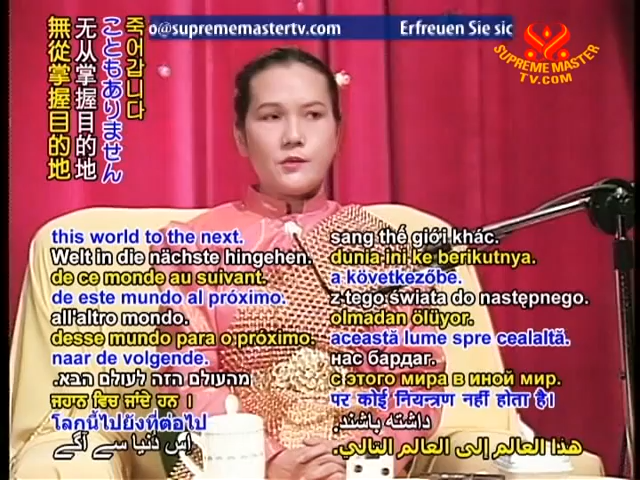 o@suprememastertv.com
Erfreuen Sie sic
SUPREME MASTER
TV.COM
죽어갑니다
こともありません
无从掌握目的地
無從掌握目的地
this world to the next.
Welt in die nächste hingehen.
de ce monde au suivant.
de este mundo al próximo.
all'altro mondo.
desse mundo para o próximo.
naar de volgende.
מהעולם הזה לעולם הבא.
ਜਹਾਨ ਵਿਚ ਜਾਂਦੇ ਹਨ ।
โลกนี้ไปยังที่ต่อไป
اس دُنیا سے آگے
sang thế giới khác.
dunia ini ke berikutnya.
a következőbe.
z tego świata do następnego.
olmadan ölüyor.
această lume spre cealaltă.
нас бардаг.
с этого мира в иной мир.
पर कोई नियन्त्रण नहीं होता है।
داشته باشند.
هذا العالم إلى العالم التالي.